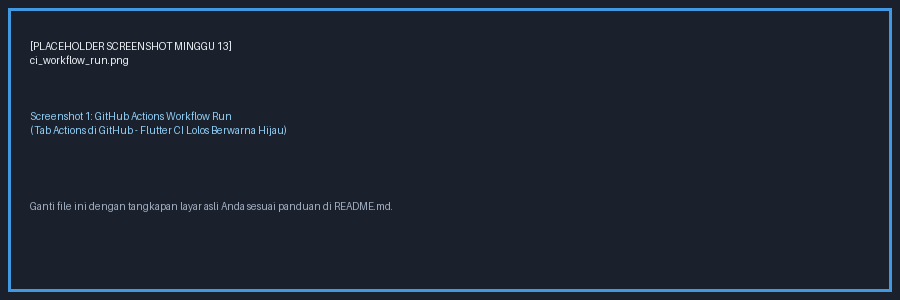 [PLACEHOLDER SCREENSHOT MINGGU 13]
ci_workflow_run.png
Screenshot 1: GitHub Actions Workflow Run
(Tab Actions di GitHub - Flutter CI Lolos Berwarna Hijau)
Ganti file ini dengan tangkapan layar asli Anda sesuai panduan di README.md.